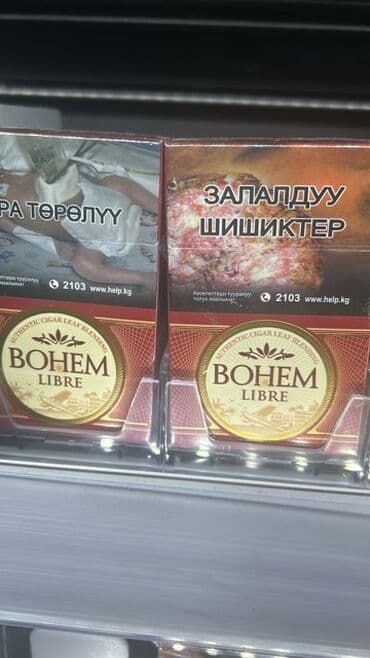 РА ТӨРӨЛҮҮ
2103 www.help.kg
AUTHENTIC CIGAR LEAF BLENDING
BOHEM
LIBRE
ЗАЛАЛДУУ
ШИШИКТЕР
2103 www.help.kg
AUTHENTIC CIGAR LEAF BLENDING
BOHEM
LIBRE